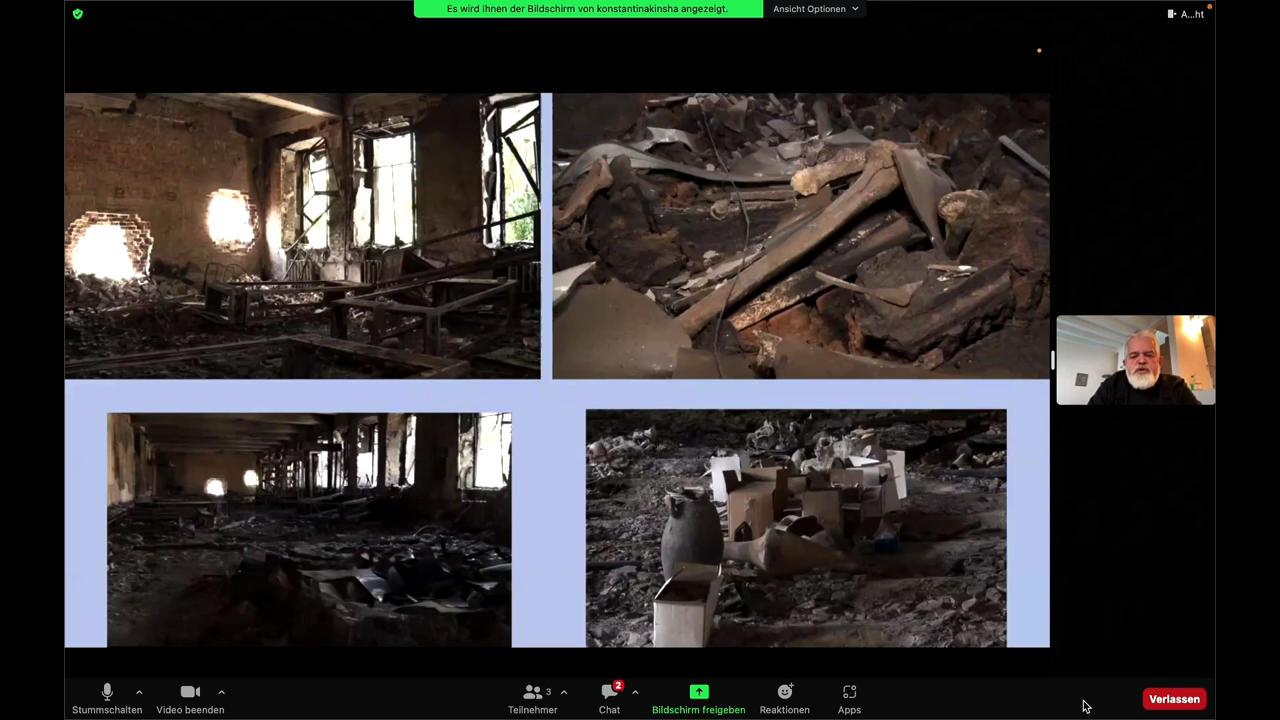 Es wird Ihnen der Bildschirm von konstantinakinsha angezeigt.
Ansicht Optionen
A...ht
3
2
Stummschalten
Video beenden
Teilnehmer
Chat
Bildschirm freigeben
Reaktionen
Apps
Verlassen